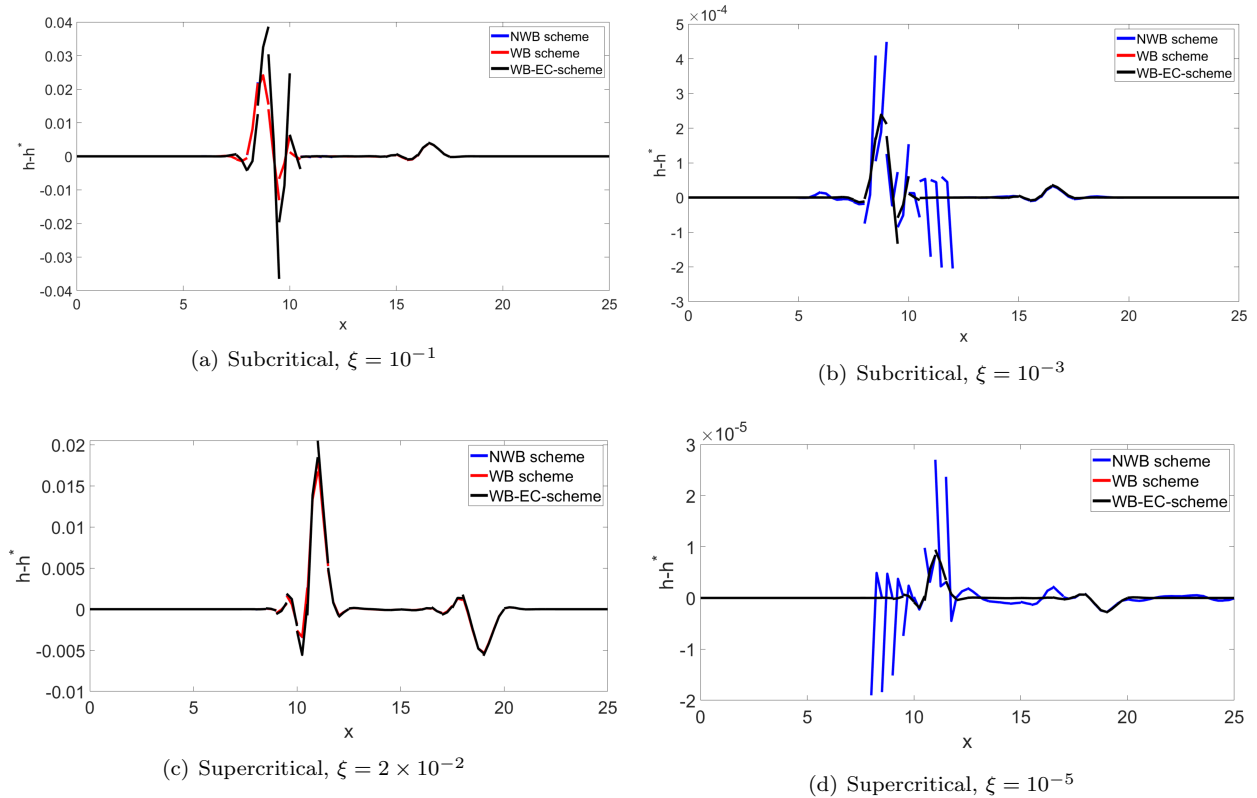 0.04
0.03
0.02
0.01
0
-0.01
-0.02
-0.03
-0.04
h-h*
0 5 10 15 20 25
x
NWB scheme
WB scheme
WB-EC-scheme
(a) Subcritical, ξ = 10⁻¹
×10⁻⁴
5
4
3
2
1
0
-1
-2
-3
h-h*
0 5 10 15 20 25
x
NWB scheme
WB scheme
WB-EC-scheme
(b) Subcritical, ξ = 10⁻³
0.02
0.015
0.01
0.005
0
-0.005
-0.01
h-h*
0 5 10 15 20 25
x
NWB scheme
WB scheme
WB-EC-scheme
(c) Supercritical, ξ = 2 × 10⁻²
×10⁻⁵
3
2
1
0
-1
-2
h-h*
0 5 10 15 20 25
x
NWB scheme
WB scheme
WB-EC-scheme
(d) Supercritical, ξ = 10⁻⁵